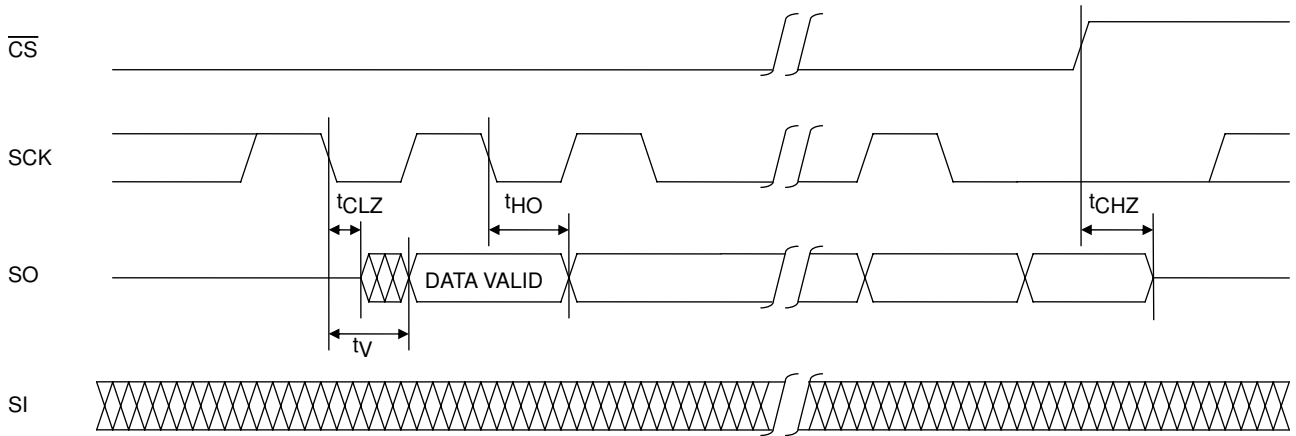 CS
SCK
tCLZ
tHO
tCHZ
SO
DATA VALID
tV
SI